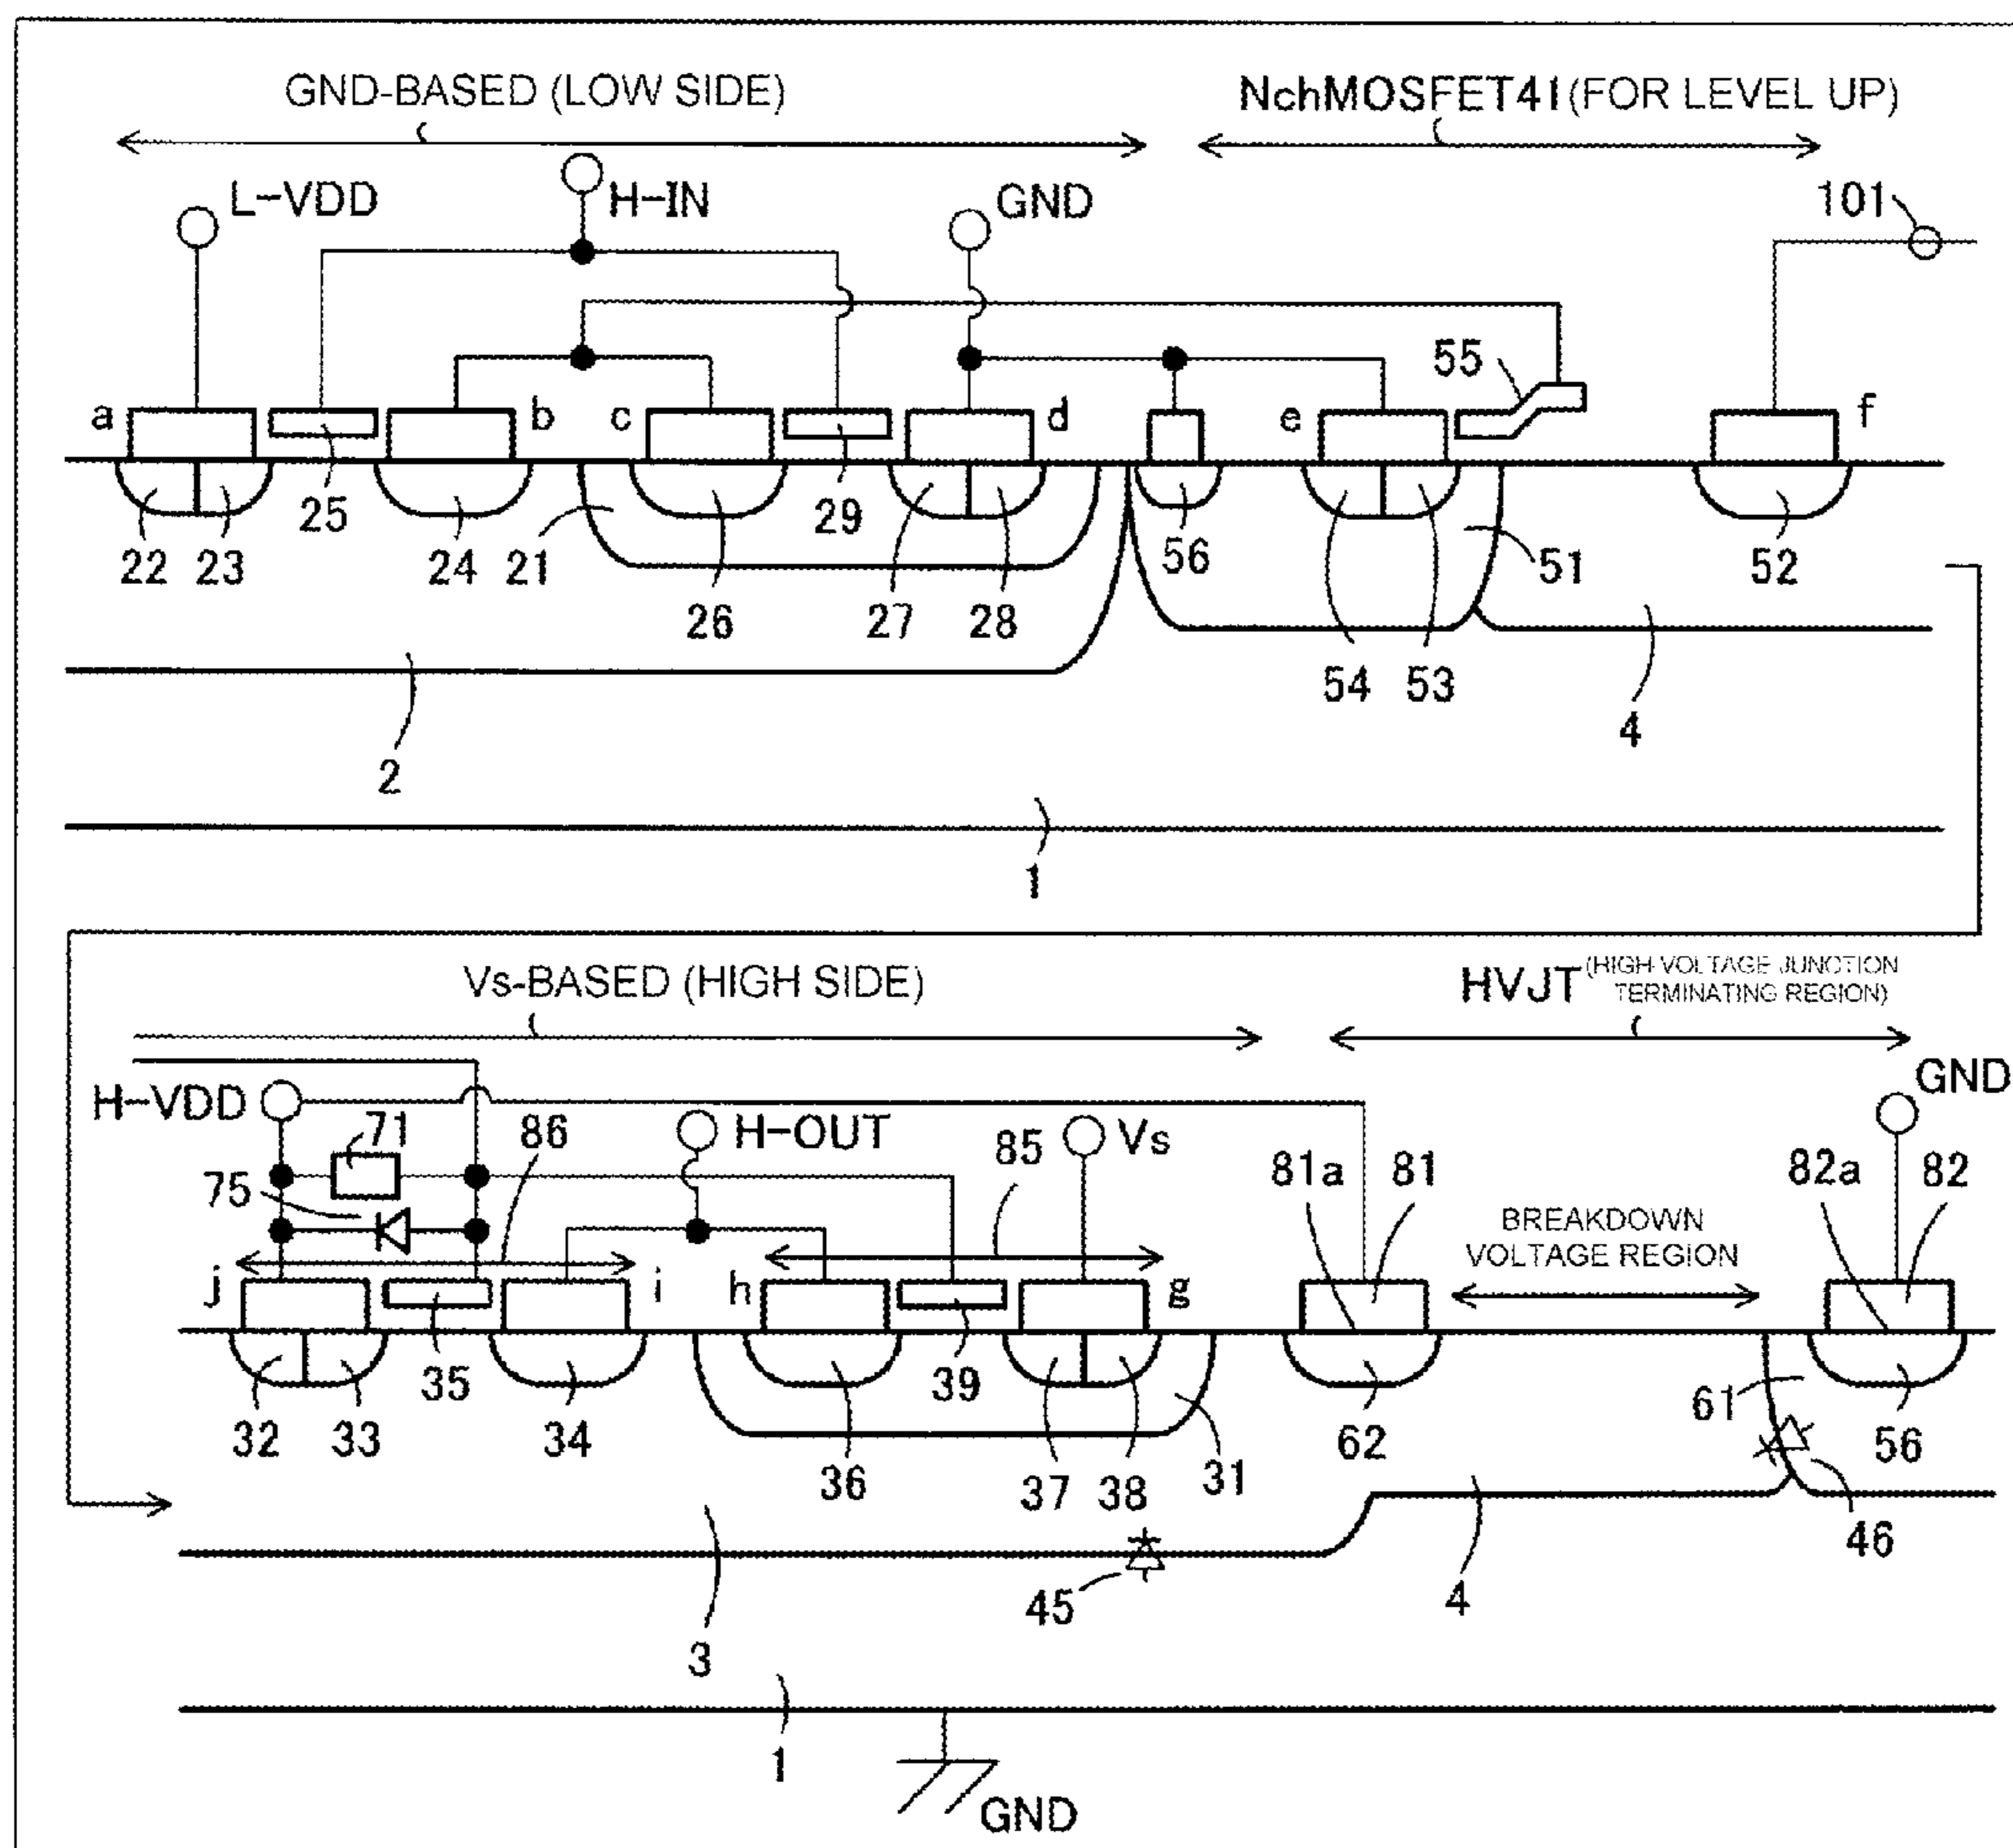 GND-BASED (LOW SIDE)
NchMOSFET41(FOR LEVEL UP)
L-VDD
H-IN
GND
101
55
a
b
c
d
e
f
25
29
22
23
24
21
26
27
28
56
54
53
51
52
2
4
1
Vs-BASED (HIGH SIDE)
HVJT (HIGH VOLTAGE JUNCTION
TERMINATING REGION)
H-VDD
71
86
H-OUT
85
Vs
GND
75
81a
81
82a
82
BREAKDOWN
VOLTAGE REGION
j
i
h
g
32
33
35
34
36
39
37
38
31
62
61
56
46
45
3
4
1
GND